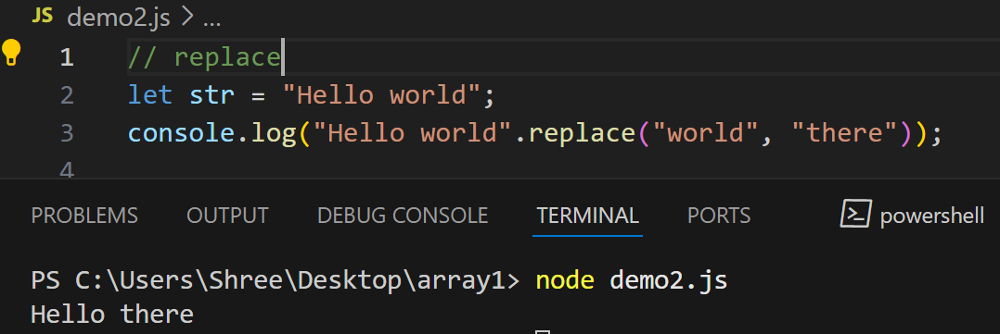 JS demo2.js > ...
1 // replace
2 let str = "Hello world";
3 console.log("Hello world".replace("world", "there"));
4
PROBLEMS OUTPUT DEBUG CONSOLE TERMINAL PORTS powershell
PS C:\Users\Shree\Desktop\array1> node demo2.js
Hello there